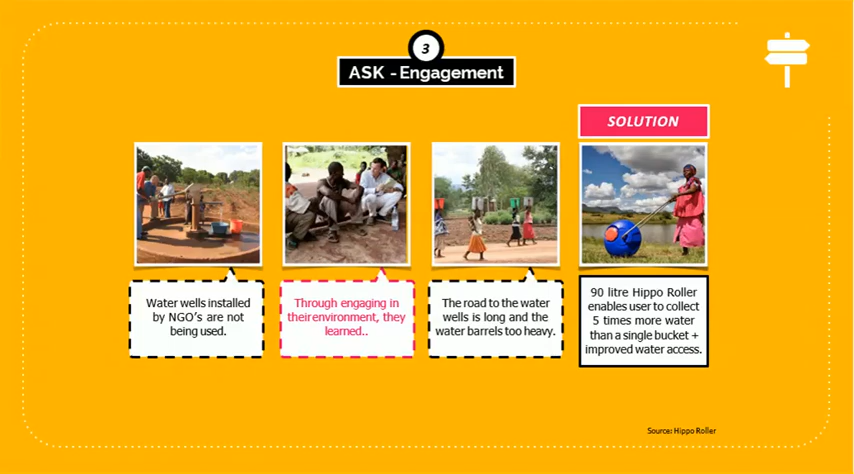 3
ASK - Engagement
SOLUTION
Water wells installed
by NGO's are not
being used.
Through engaging in
theirenvironment, they
learned..
The road to the water
wells is long and the
water barrels too heavy.
90 litre Hippo Roller
enables user to collect
5 times more water
than a single bucket +
improved water access.
Source: Hippo Roller